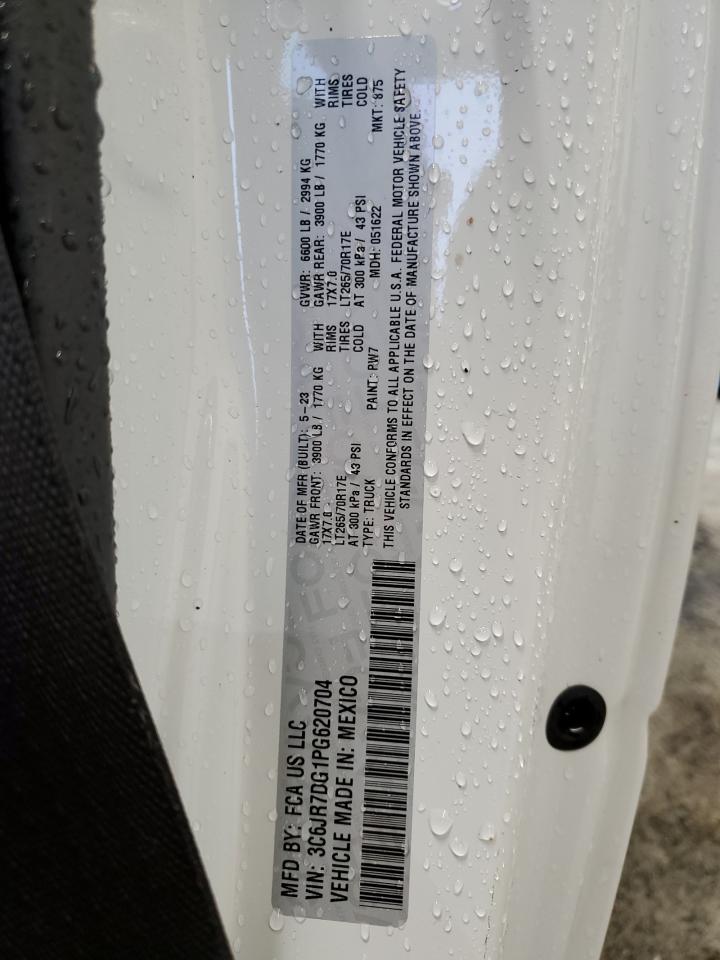 MFD BY: FCA US LLC
VIN: 3C6JR7DG1PG620704
VEHICLE MADE IN: MEXICO
DATE OF MFR (BUILT): 5-23 GVWR: 6600 LB / 2994 KG
GAWR FRONT: 3900 LB / 1770 KG WITH GAWR REAR: 3900 LB / 1770 KG WITH
17X7.0 RIMS 17X7.0 RIMS
LT265/70R17E TIRES LT265/70R17E TIRES
AT 300 kPa / 43 PSI COLD AT 300 kPa / 43 PSI COLD
TYPE: TRUCK PAINT: PW7 MDH: 051622 MKT: 875
THIS VEHICLE CONFORMS TO ALL APPLICABLE U.S.A. FEDERAL MOTOR VEHICLE SAFETY
STANDARDS IN EFFECT ON THE DATE OF MANUFACTURE SHOWN ABOVE.